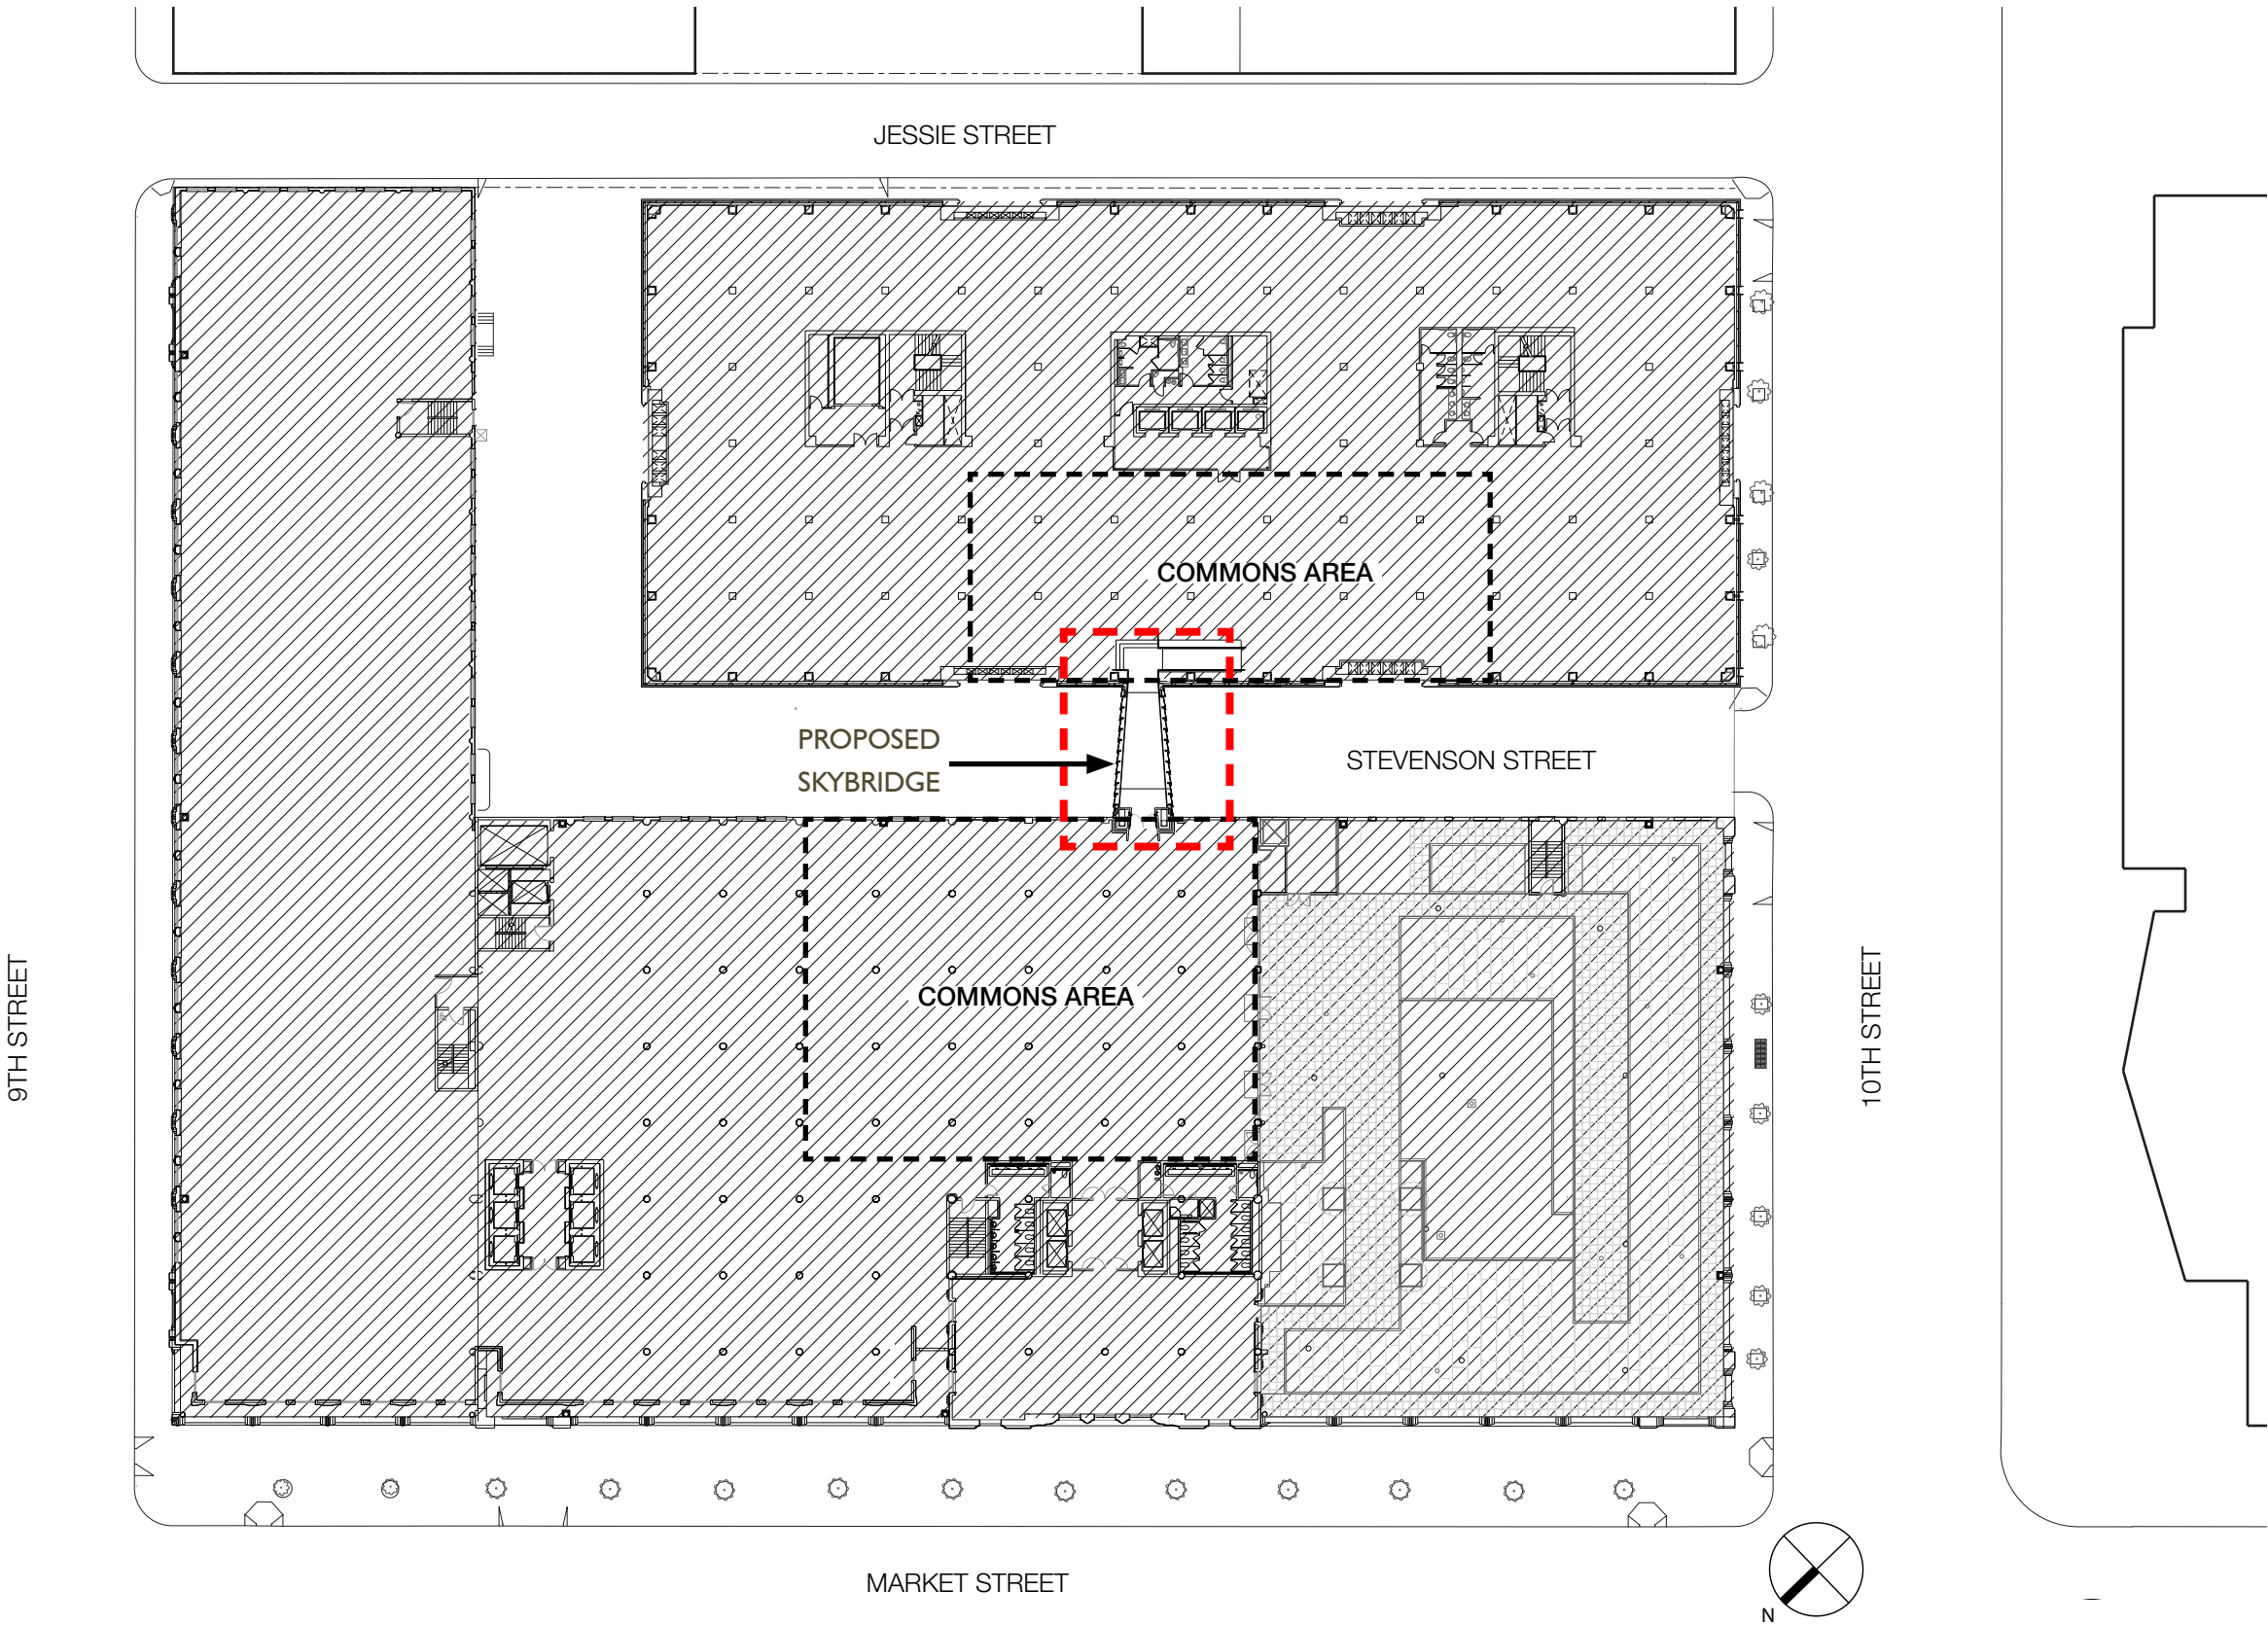 JESSIE STREET
COMMONS AREA
PROPOSED
SKYBRIDGE
STEVENSON STREET
9TH STREET
COMMONS AREA
10TH STREET
MARKET STREET
N